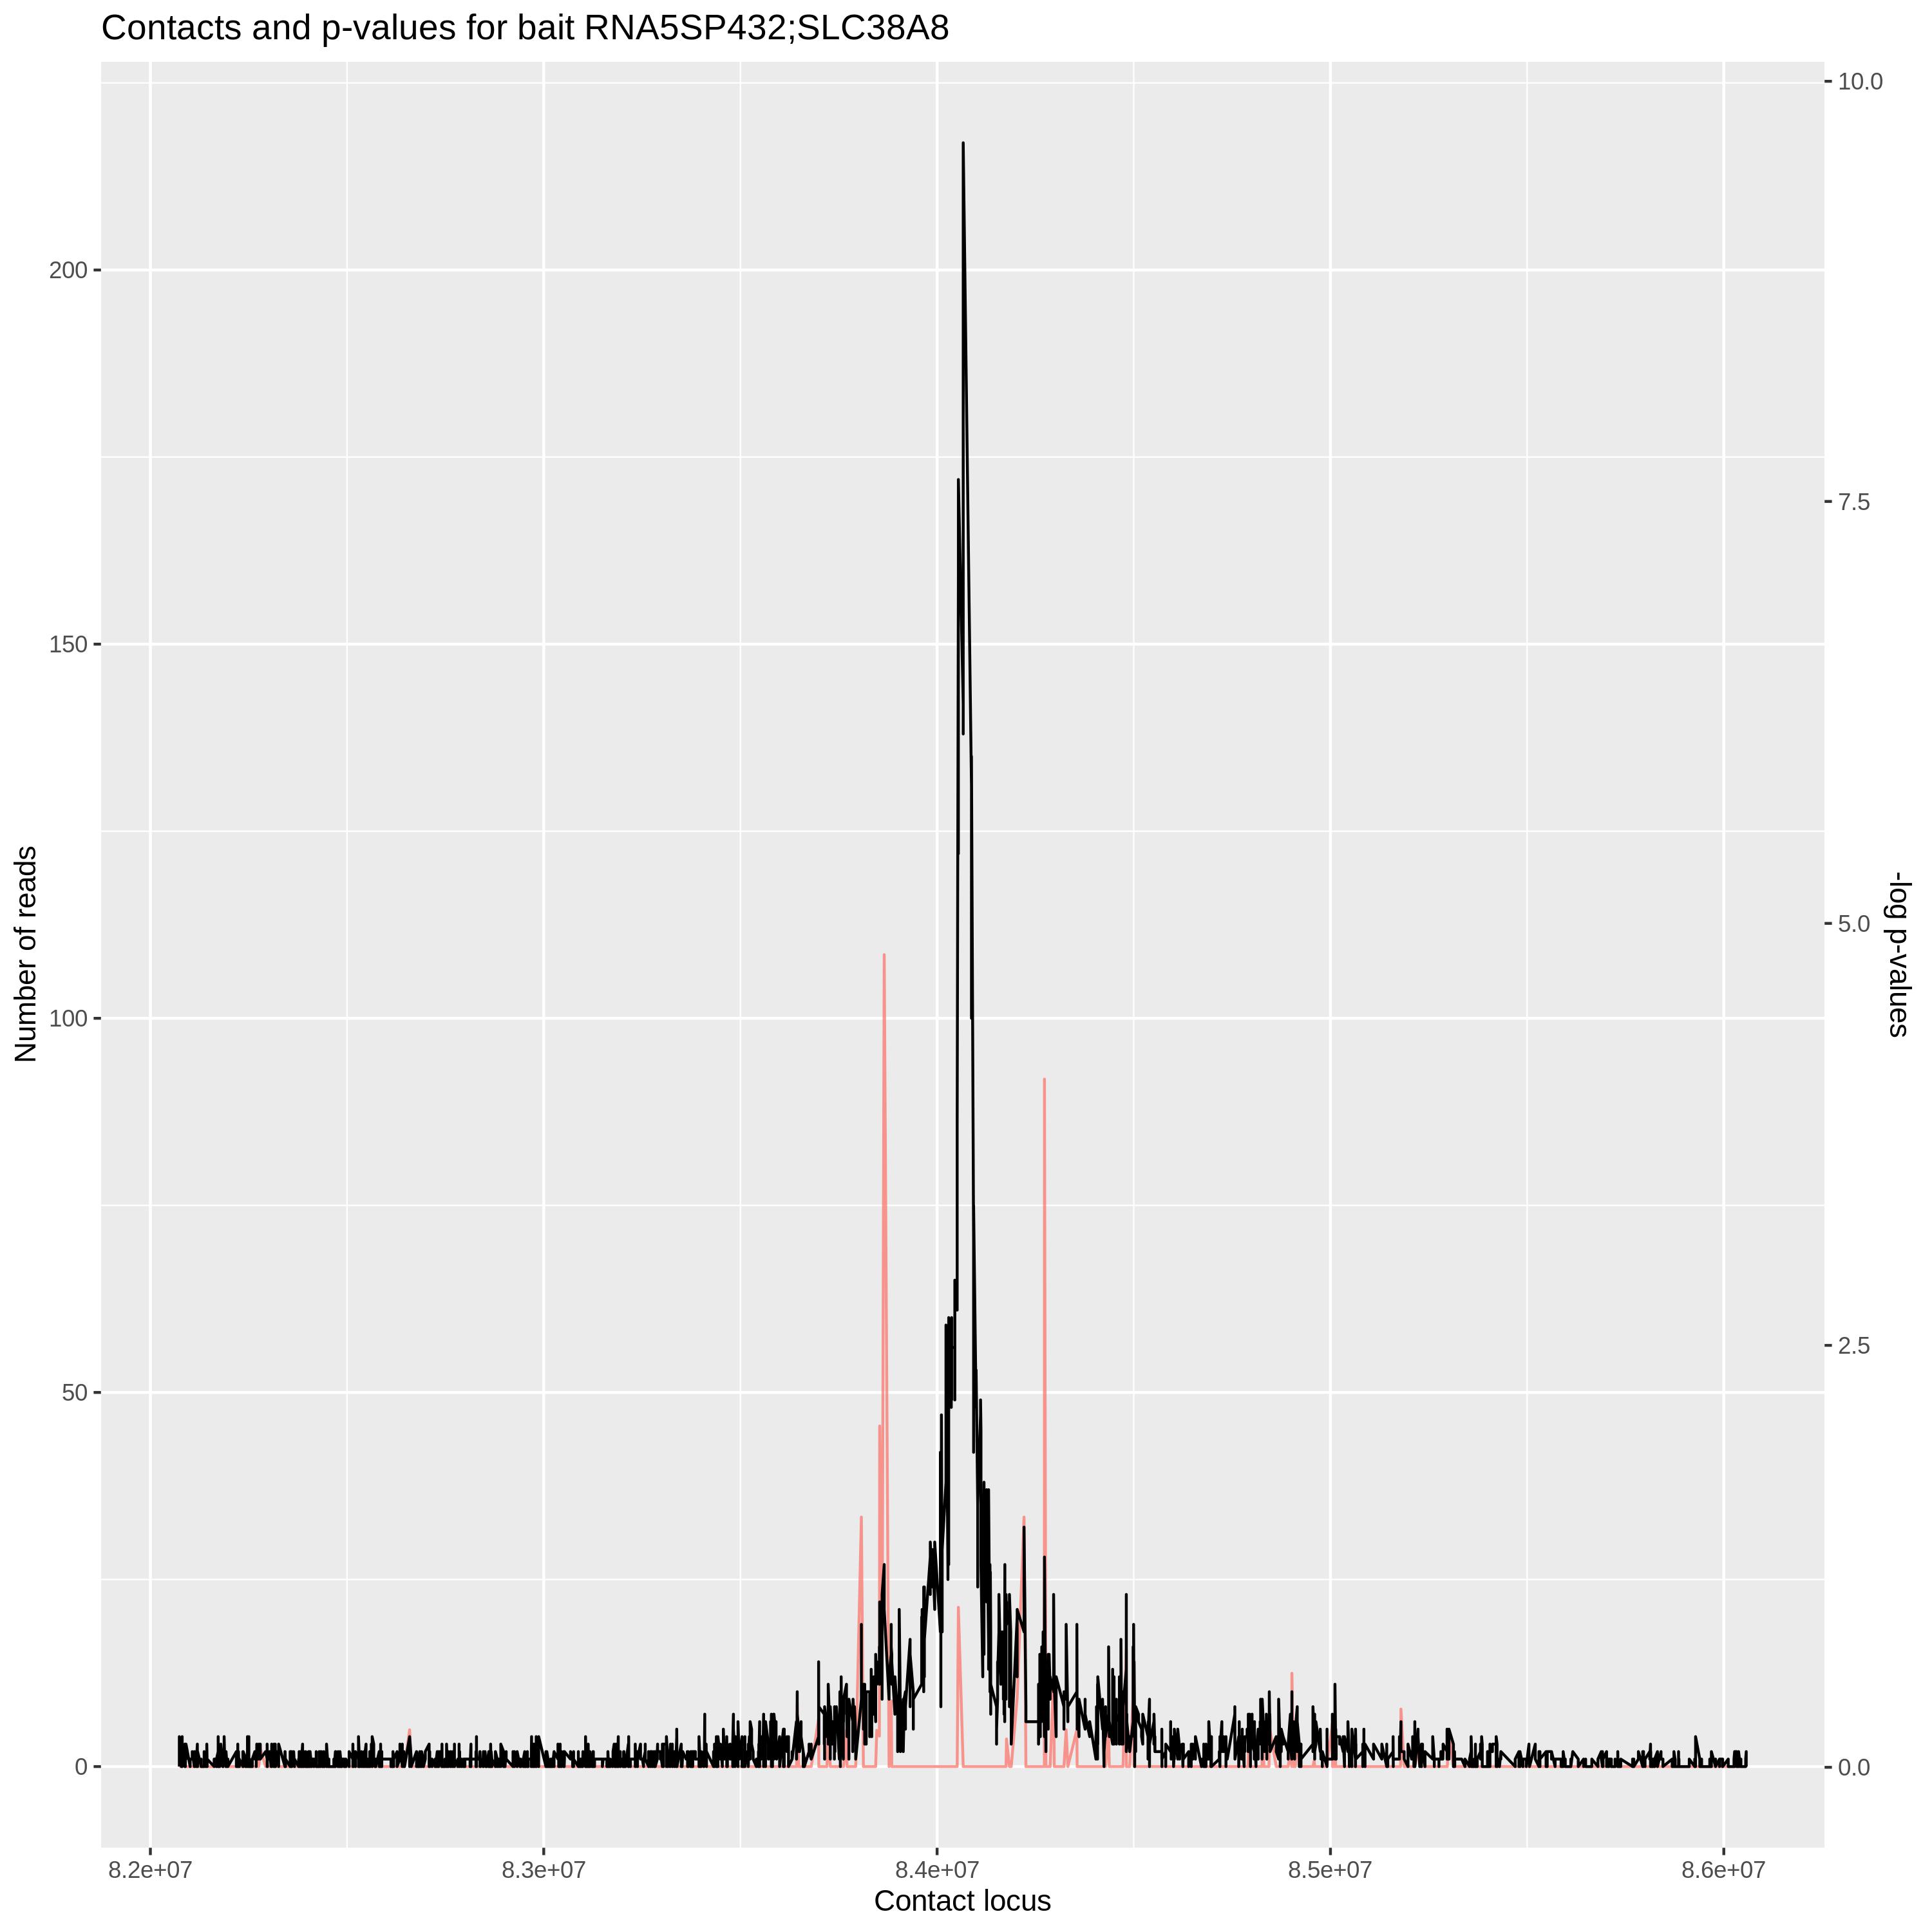 Contacts and p-values for bait RNA5SP432;SLC38A8
Number of reads
200
150
100
50
0
10.0
7.5
5.0
2.5
0.0
-log p-values
8.2e+07 8.3e+07 8.4e+07 8.5e+07 8.6e+07
Contact locus